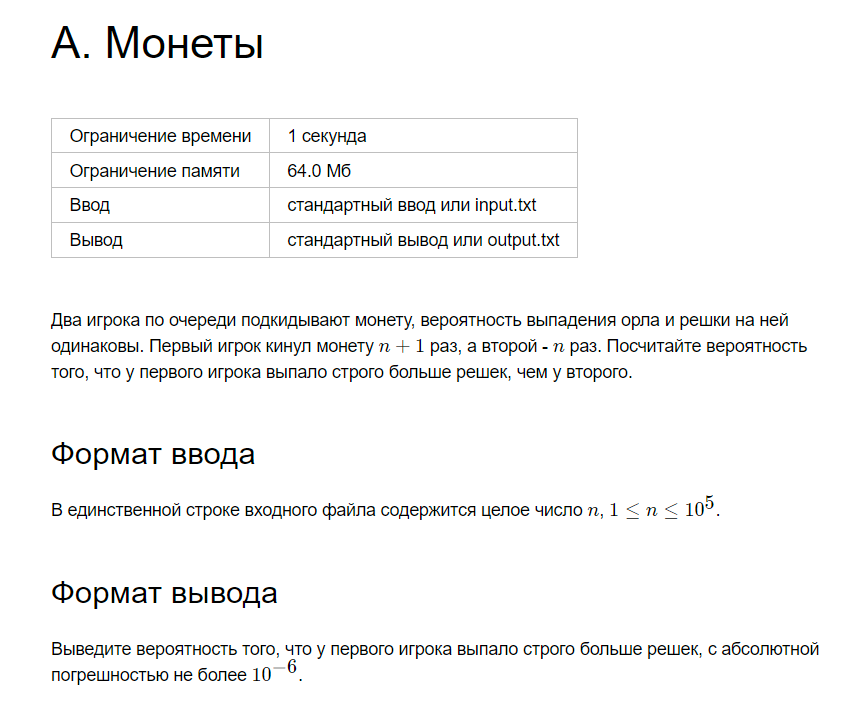 А. Монеты
Ограничение времени 1 секунда
Ограничение памяти 64.0 Мб
Ввод стандартный ввод или input.txt
Вывод стандартный вывод или output.txt
Два игрока по очереди подкидывают монету, вероятность выпадения орла и решки на ней
одинаковы. Первый игрок кинул монету n + 1 раз, а второй - n раз. Посчитайте вероятность
того, что у первого игрока выпало строго больше решек, чем у второго.
Формат ввода
В единственной строке входного файла содержится целое число n, 1 ≤ n ≤ 10⁵.
Формат вывода
Выведите вероятность того, что у первого игрока выпало строго больше решек, с абсолютной
погрешностью не более 10⁻⁶.